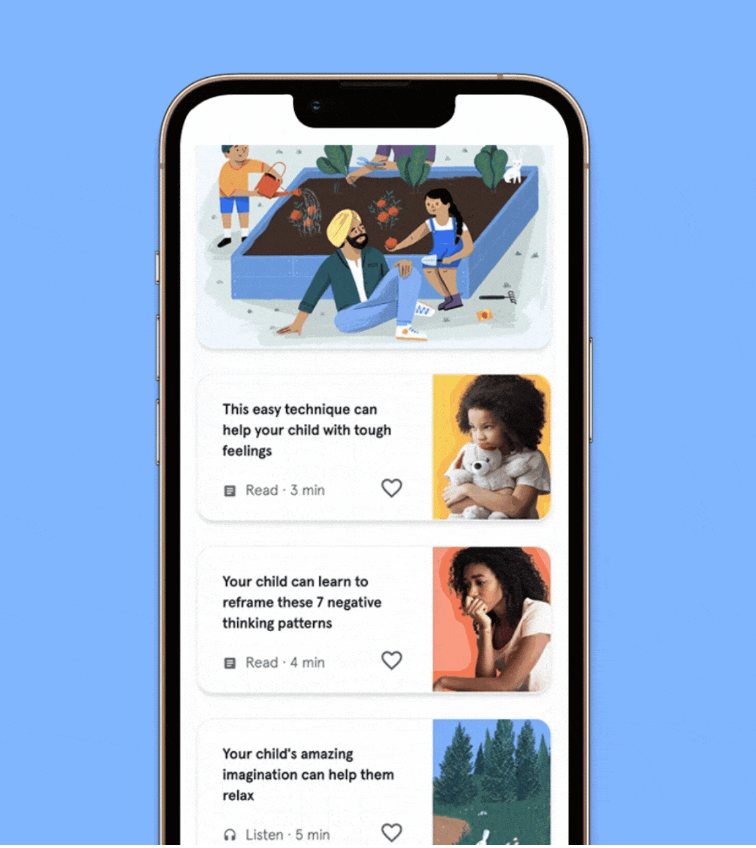 This easy technique can
help your child with tough
feelings
Read · 3 min
Your child can learn to
reframe these 7 negative
thinking patterns
Read · 4 min
Your child's amazing
imagination can help them
relax
Listen · 5 min